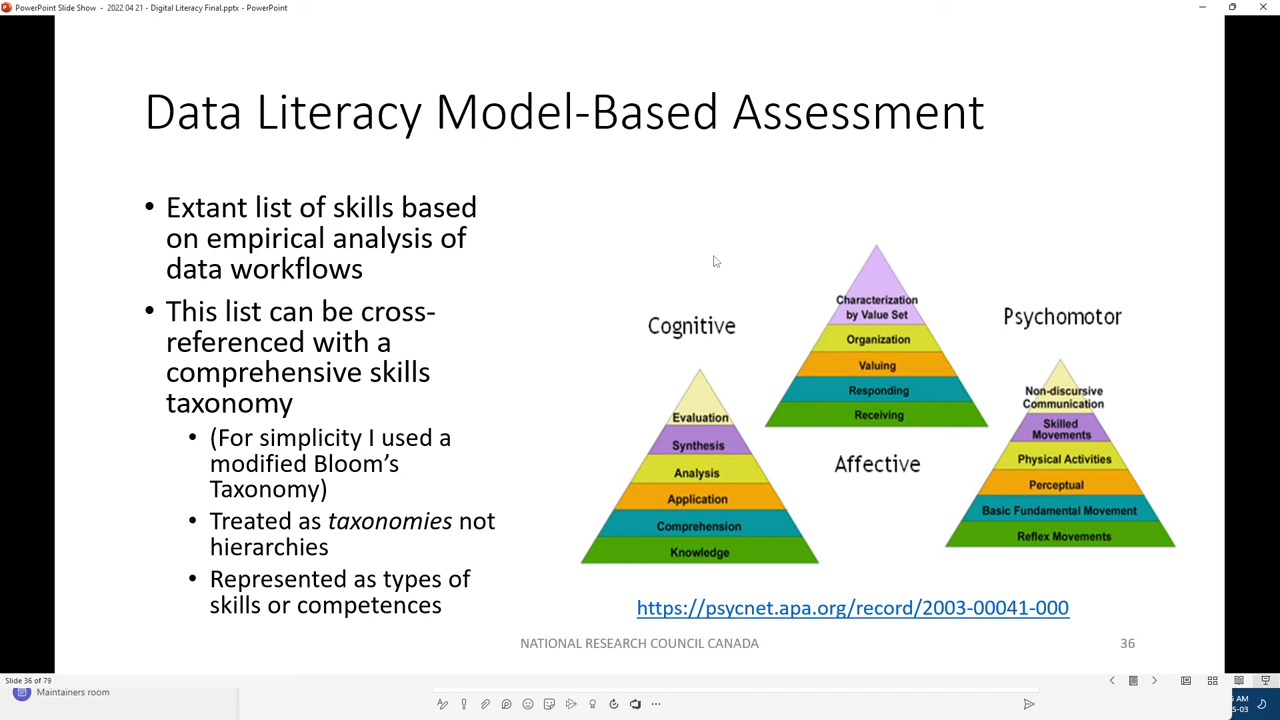 PowerPoint Slide Show - 2022 04 21 - Digital Literacy Final.pptx - PowerPoint
Data Literacy Model-Based Assessment
• Extant list of skills based
on empirical analysis of
data workflows
• This list can be cross-
referenced with a
comprehensive skills
taxonomy
• (For simplicity I used a
modified Bloom's
Taxonomy)
• Treated as taxonomies not
hierarchies
• Represented as types of
skills or competences
Cognitive
Evaluation
Synthesis
Analysis
Application
Comprehension
Knowledge
Characterization
by Value Set
Organization
Valuing
Responding
Receiving
Affective
Psychomotor
Non-discursive
Communication
Skilled
Movements
Physical Activities
Perceptual
Basic Fundamental Movement
Reflex Movements
https://psycnet.apa.org/record/2003-00041-000
NATIONAL RESEARCH COUNCIL CANADA
36
Slide 36 of 79
Maintainers room
AM